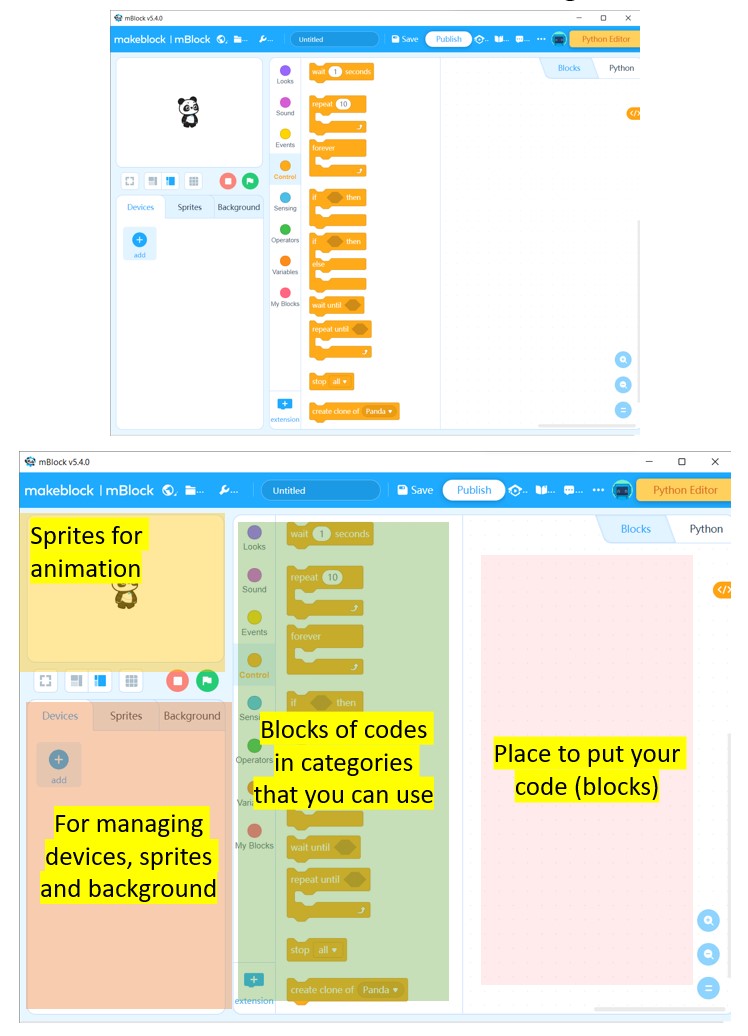 mBlock v5.4.0
makeblock | mBlock
Untitled
Save
Publish
Python Editor
Blocks
Python
Looks
Sound
Events
Control
Sensing
Operators
Variables
My Blocks
extension
wait 1 seconds
repeat 10
forever
if then
if then
else
wait until
repeat until
stop all
create clone of Panda
Devices Sprites Background
add
mBlock v5.4.0
makeblock | mBlock
Untitled
Save
Publish
Python Editor
Blocks
Python
Sprites for
animation
Looks
Sound
Events
Control
Operators
My Blocks
extension
wait 1 seconds
repeat 10
forever
if then
Blocks of codes
in categories
that you can use
wait until
repeat until
stop all
create clone of Panda
Place to put your
code (blocks)
Devices Sprites Background
add
For managing
devices, sprites
and background